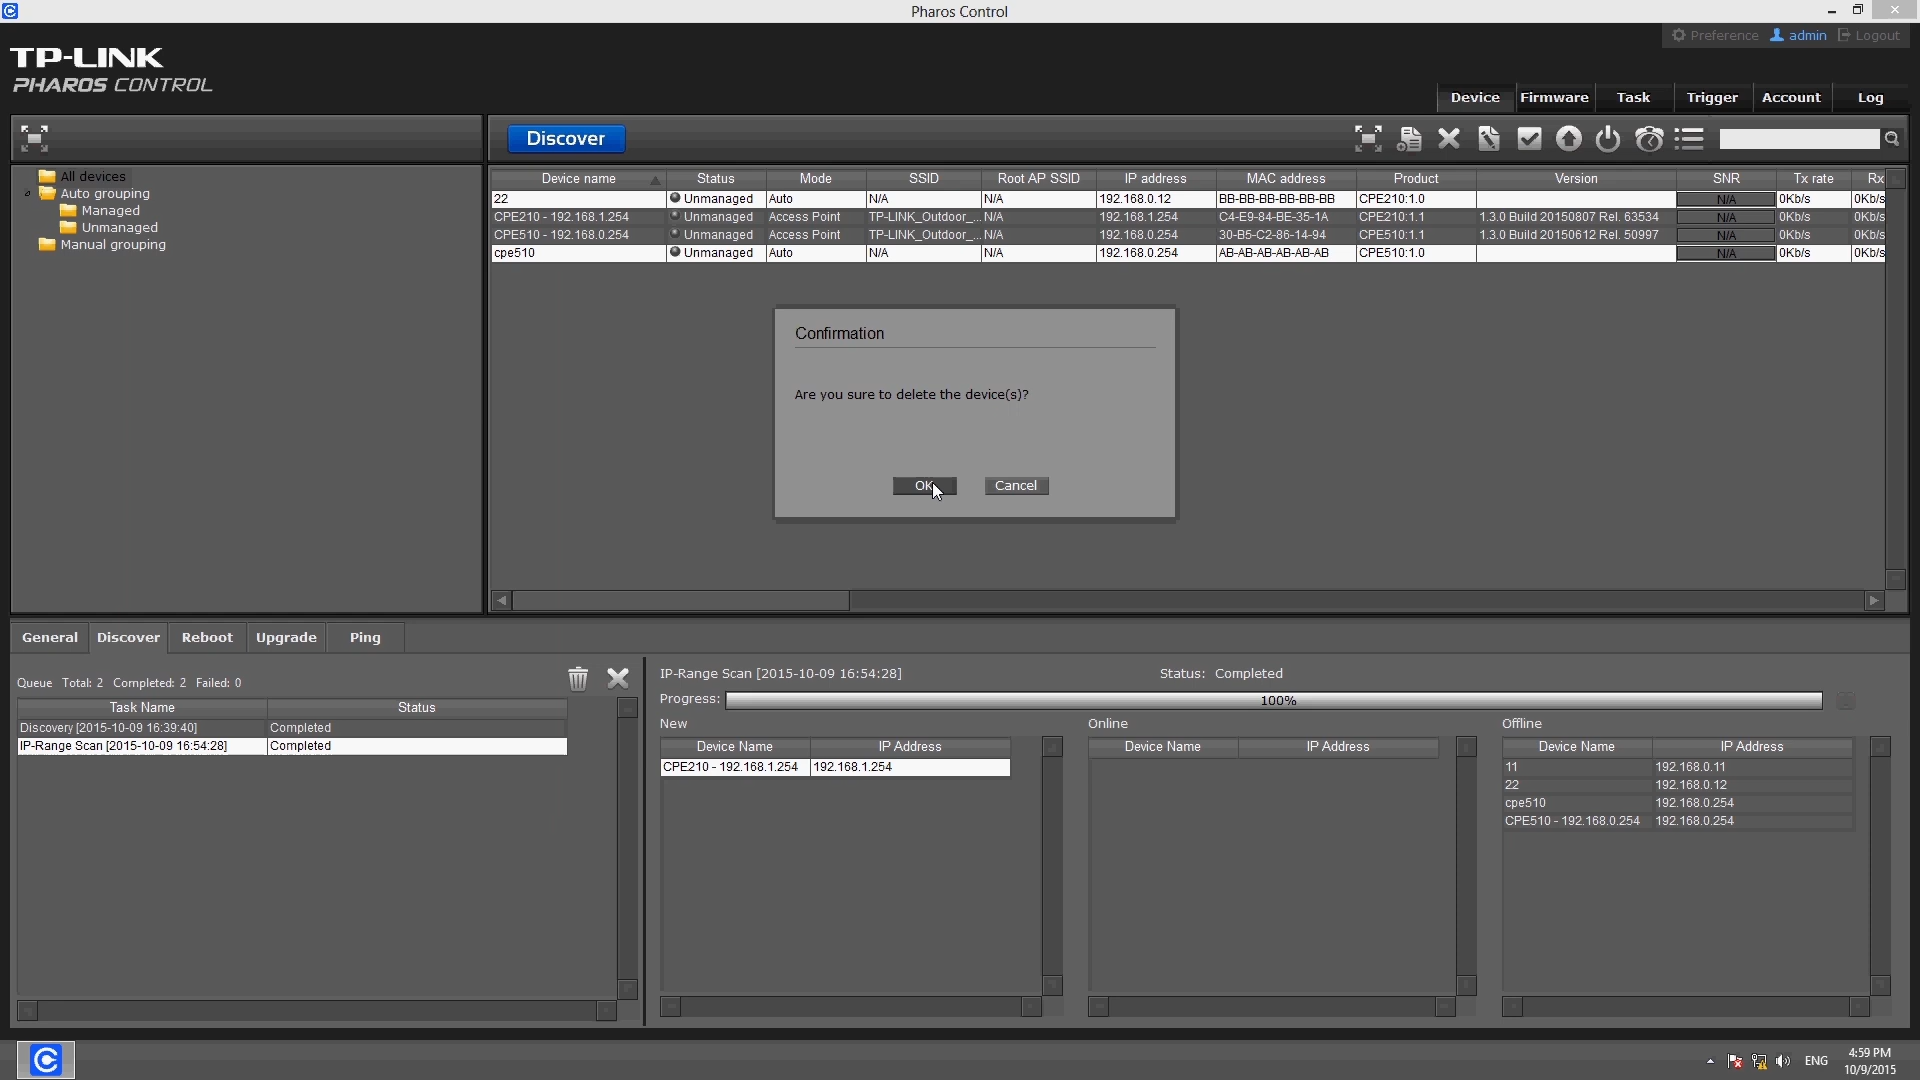 Pharos Control
Preference admin Logout
TP-LINK
PHAROS CONTROL
Device Firmware Task Trigger Account Log
Discover
All devices
Auto grouping
Managed
Unmanaged
Manual grouping
Device name Status Mode SSID Root AP SSID IP address MAC address Product Version SNR Tx rate Rx
22 Unmanaged Auto N/A N/A 192.168.0.12 BB-BB-BB-BB-BB-BB CPE210:1.0 N/A 0Kb/s 0Kb/s
CPE210 - 192.168.1.254 Unmanaged Access Point TP-LINK_Outdoor_... N/A 192.168.1.254 C4-E9-84-BE-35-1A CPE210:1.1 1.3.0 Build 20150807 Rel. 63534 N/A 0Kb/s 0Kb/s
CPE510 - 192.168.0.254 Unmanaged Access Point TP-LINK_Outdoor_... N/A 192.168.0.254 30-B5-C2-86-14-94 CPE510:1.1 1.3.0 Build 20150612 Rel. 50997 N/A 0Kb/s 0Kb/s
cpe510 Unmanaged Auto N/A N/A 192.168.0.254 AB-AB-AB-AB-AB-AB CPE510:1.0 N/A 0Kb/s 0Kb/s
Confirmation
Are you sure to delete the device(s)?
OK Cancel
General Discover Reboot Upgrade Ping
Queue Total: 2 Completed: 2 Failed: 0
Task Name Status
Discovery [2015-10-09 16:39:40] Completed
IP-Range Scan [2015-10-09 16:54:28] Completed
IP-Range Scan [2015-10-09 16:54:28] Status: Completed
Progress: 100%
New Online Offline
Device Name IP Address Device Name IP Address Device Name IP Address
CPE210 - 192.168.1.254 192.168.1.254 11 192.168.0.11
22 192.168.0.12
cpe510 192.168.0.254
CPE510 - 192.168.0.254 192.168.0.254
ENG 4:59 PM
10/9/2015